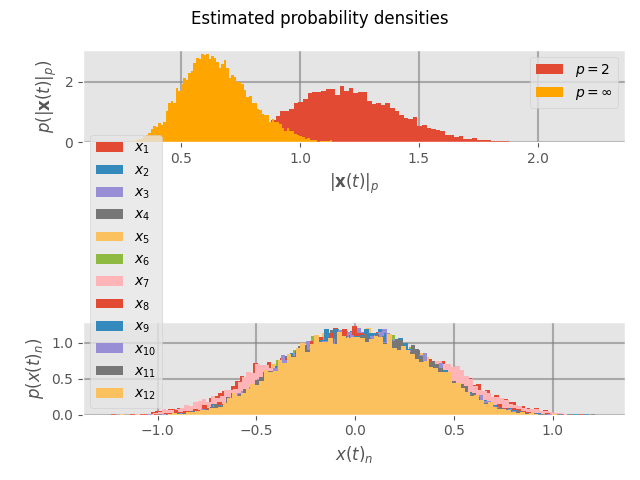 Estimated probability densities
p(|x(t)|ₚ)
2
0
p = 2
p = ∞
0.5 1.0 1.5 2.0
|x(t)|ₚ
x₁
x₂
x₃
x₄
x₅
x₆
x₇
x₈
x₉
x₁₀
x₁₁
x₁₂
p(x(t)ₙ)
1.0
0.5
0.0
−1.0 −0.5 0.0 0.5 1.0
x(t)ₙ